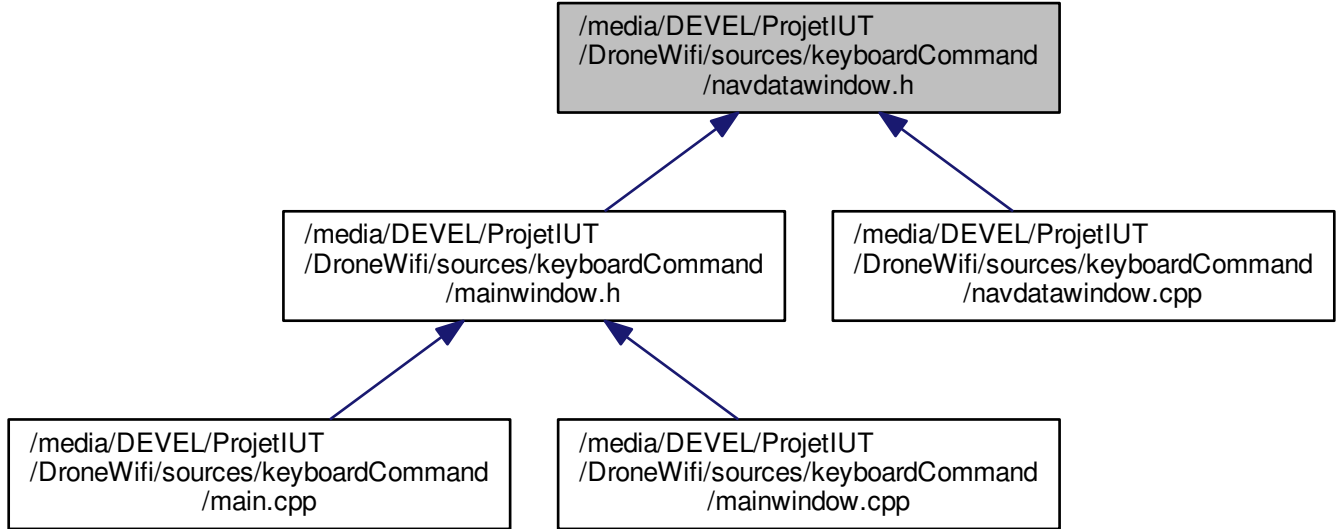 /media/DEVEL/ProjetIUT
/DroneWifi/sources/keyboardCommand
/navdatawindow.h
/media/DEVEL/ProjetIUT
/DroneWifi/sources/keyboardCommand
/mainwindow.h
/media/DEVEL/ProjetIUT
/DroneWifi/sources/keyboardCommand
/navdatawindow.cpp
/media/DEVEL/ProjetIUT
/DroneWifi/sources/keyboardCommand
/main.cpp
/media/DEVEL/ProjetIUT
/DroneWifi/sources/keyboardCommand
/mainwindow.cpp